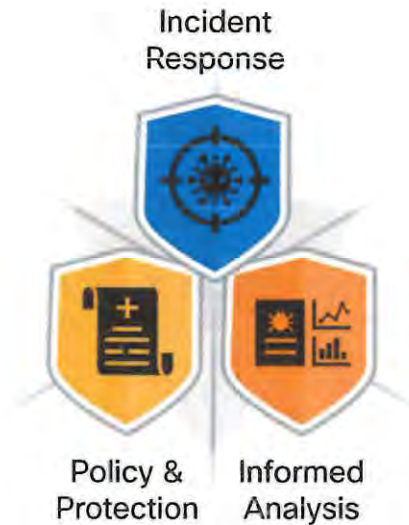 Incident
Response
Policy &
Protection
Informed
Analysis